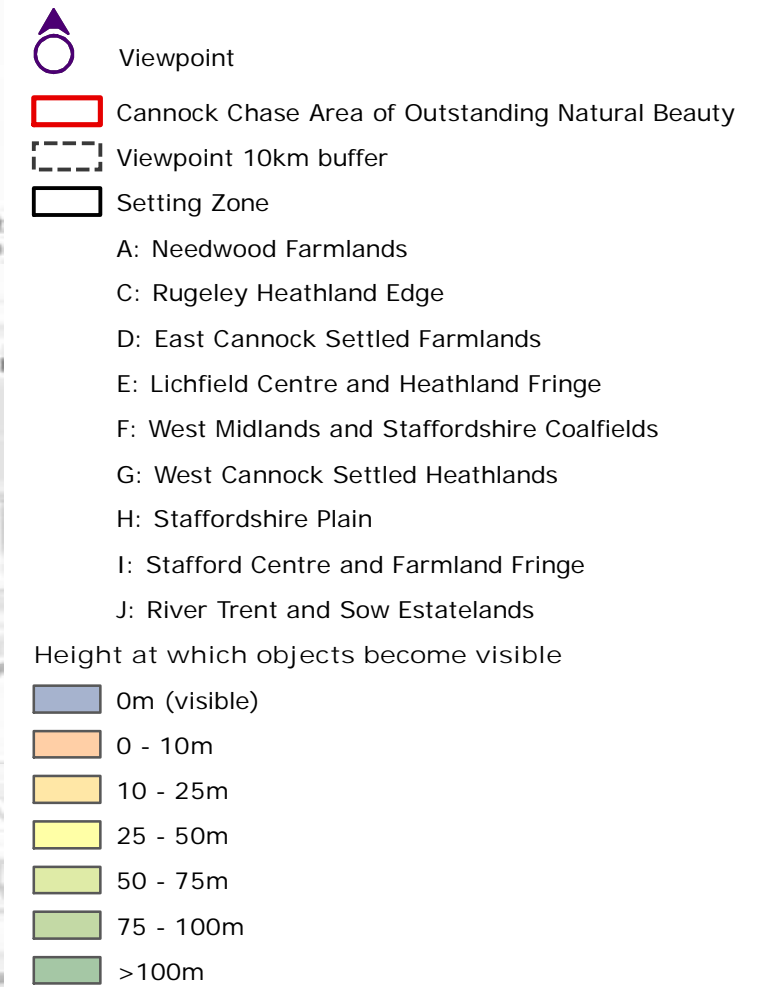 Viewpoint
Cannock Chase Area of Outstanding Natural Beauty
Viewpoint 10km buffer
Setting Zone
A: Needwood Farmlands
C: Rugeley Heathland Edge
D: East Cannock Settled Farmlands
E: Lichfield Centre and Heathland Fringe
F: West Midlands and Staffordshire Coalfields
G: West Cannock Settled Heathlands
H: Staffordshire Plain
I: Stafford Centre and Farmland Fringe
J: River Trent and Sow Estatelands
Height at which objects become visible
0m (visible)
0 - 10m
10 - 25m
25 - 50m
50 - 75m
75 - 100m
>100m